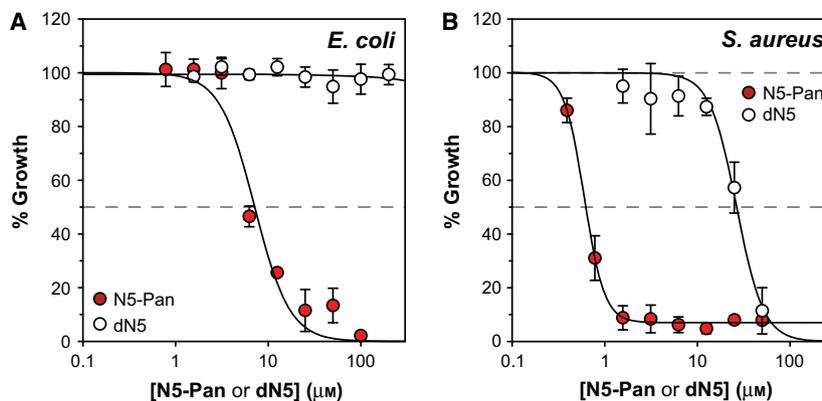 A
E. coli
120
100
80
60
40
20
0
% Growth
N5-Pan
dN5
0.1
1
10
100
[N5-Pan or dN5] (μM)
B
S. aureus
120
100
80
60
40
20
0
% Growth
N5-Pan
dN5
0.1
1
10
100
[N5-Pan or dN5] (μM)